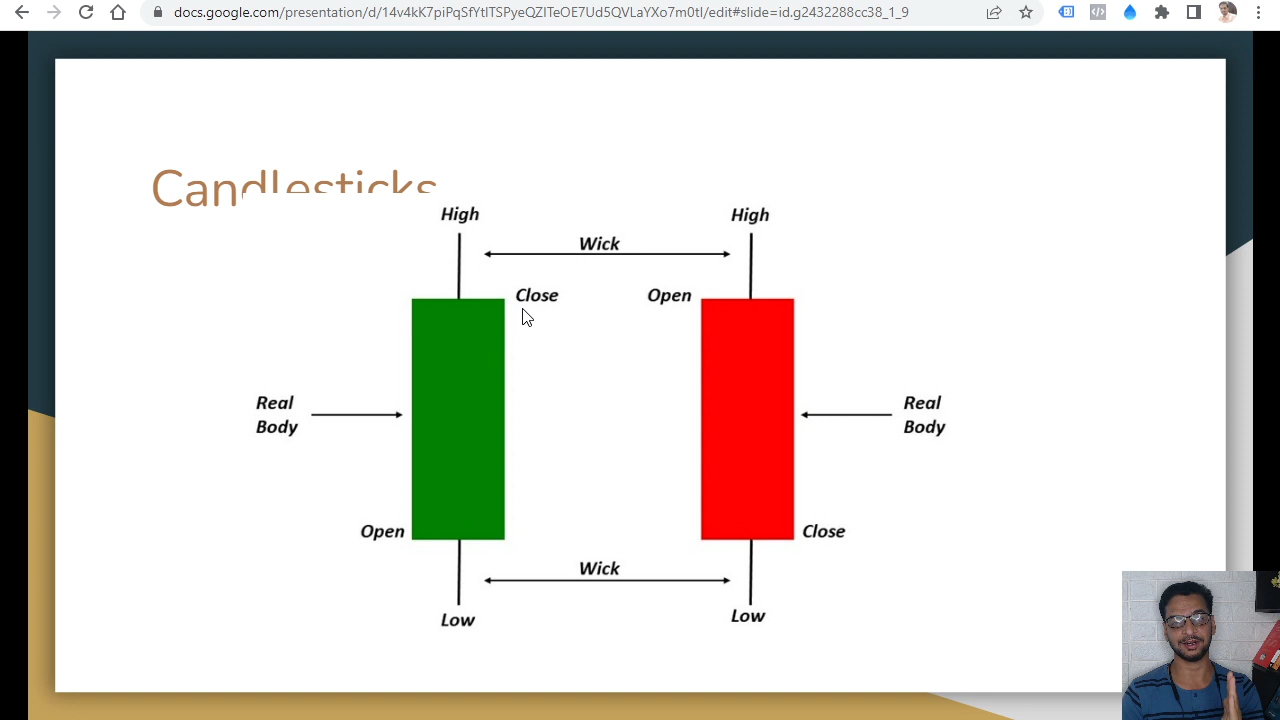 docs.google.com/presentation/d/14v4kK7piPqSfYtITSPyeQZITeOE7Ud5QVLaYXo7m0tI/edit#slide=id.g2432288cc38_1_9
Candlesticks
High
High
Wick
Close
Open
Real
Body
Real
Body
Open
Close
Wick
Low
Low